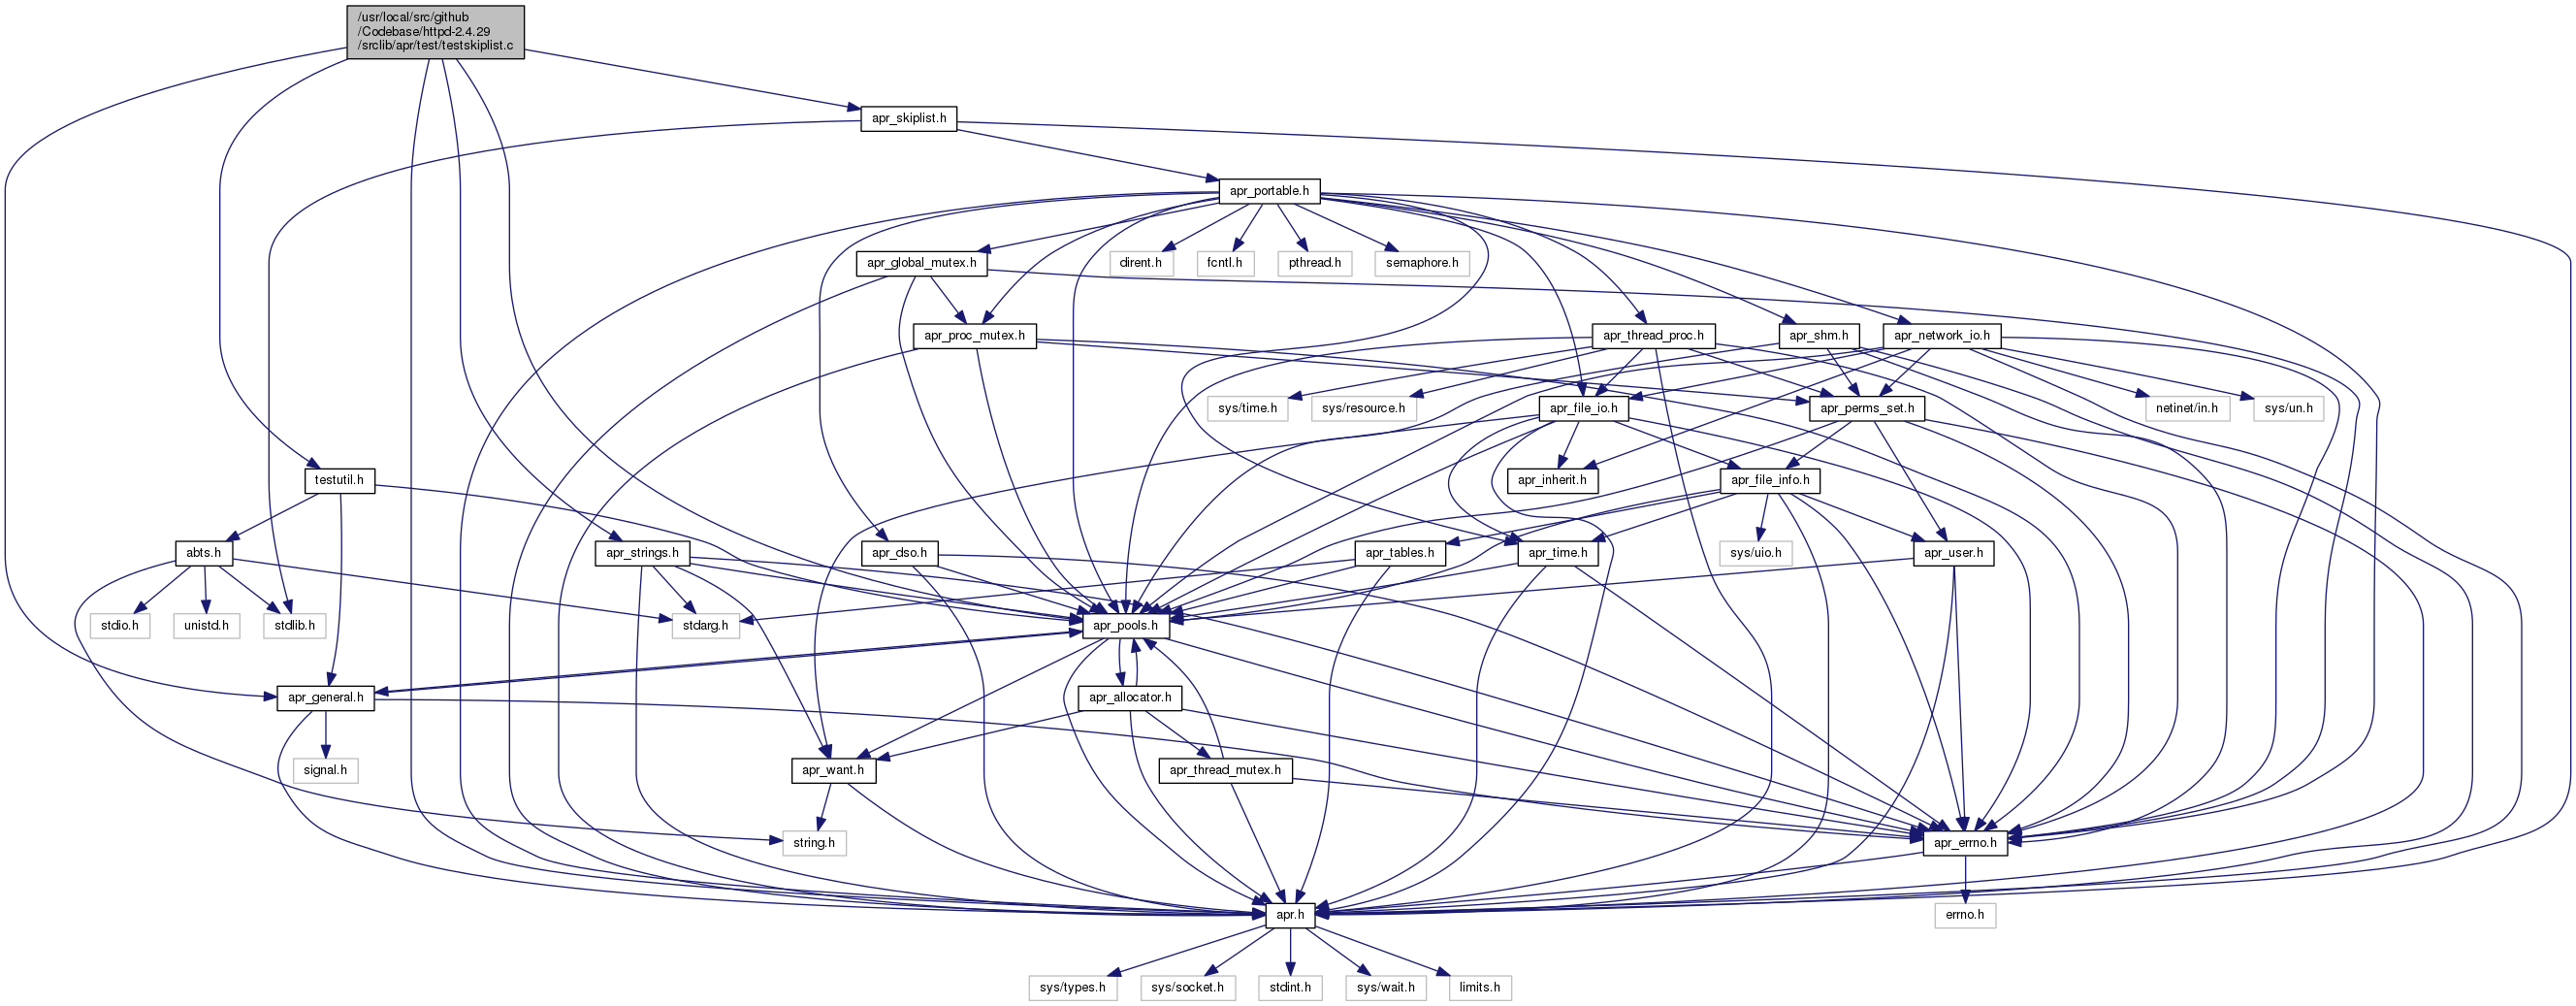 /usr/local/src/github
/Codebase/httpd-2.4.29
/srclib/apr/test/testskiplist.c
apr_skiplist.h
apr_portable.h
apr_global_mutex.h
dirent.h
fcntl.h
pthread.h
semaphore.h
apr_proc_mutex.h
apr_thread_proc.h
apr_shm.h
apr_network_io.h
sys/time.h
sys/resource.h
apr_file_io.h
apr_perms_set.h
netinet/in.h
sys/un.h
testutil.h
apr_inherit.h
apr_file_info.h
abts.h
apr_strings.h
apr_dso.h
apr_tables.h
apr_time.h
sys/uio.h
apr_user.h
stdio.h
unistd.h
stdlib.h
stdarg.h
apr_pools.h
apr_general.h
apr_allocator.h
signal.h
apr_want.h
apr_thread_mutex.h
string.h
apr_errno.h
apr.h
errno.h
sys/types.h
sys/socket.h
stdint.h
sys/wait.h
limits.h